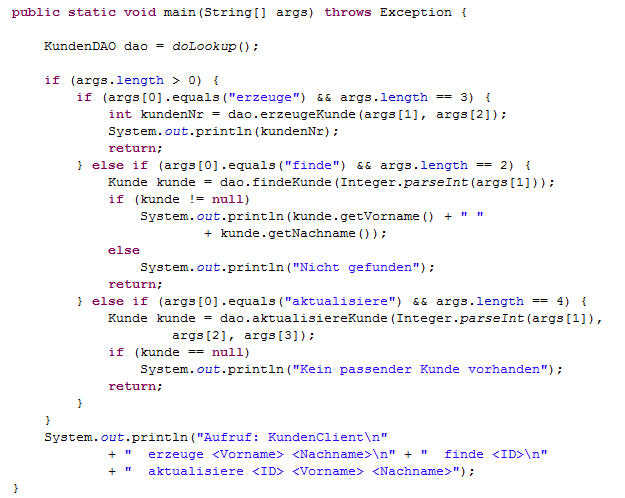 public static void main(String[] args) throws Exception {
KundenDAO dao = doLookup();
if (args.length > 0) {
if (args[0].equals("erzeuge") && args.length == 3) {
int kundenNr = dao.erzeugeKunde(args[1], args[2]);
System.out.println(kundenNr);
return;
} else if (args[0].equals("finde") && args.length == 2) {
Kunde kunde = dao.findeKunde(Integer.parseInt(args[1]));
if (kunde != null)
System.out.println(kunde.getVorname() + " "
+ kunde.getNachname());
else
System.out.println("Nicht gefunden");
return;
} else if (args[0].equals("aktualisiere") && args.length == 4) {
Kunde kunde = dao.aktualisiereKunde(Integer.parseInt(args[1]),
args[2], args[3]);
if (kunde == null)
System.out.println("Kein passender Kunde vorhanden");
return;
}
}
System.out.println("Aufruf: KundenClient\n"
+ "  erzeuge <Vorname> <Nachname>\n" + "  finde <ID>\n"
+ "  aktualisiere <ID> <Vorname> <Nachname>");
}